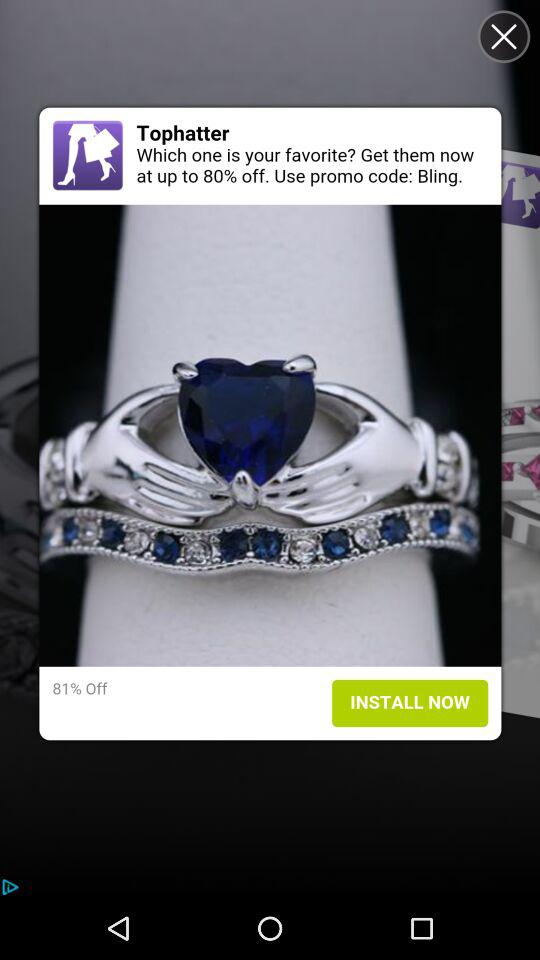 Tophatter
Which one is your favorite? Get them now
at up to 80% off. Use promo code: Bling.
81% Off
INSTALL NOW